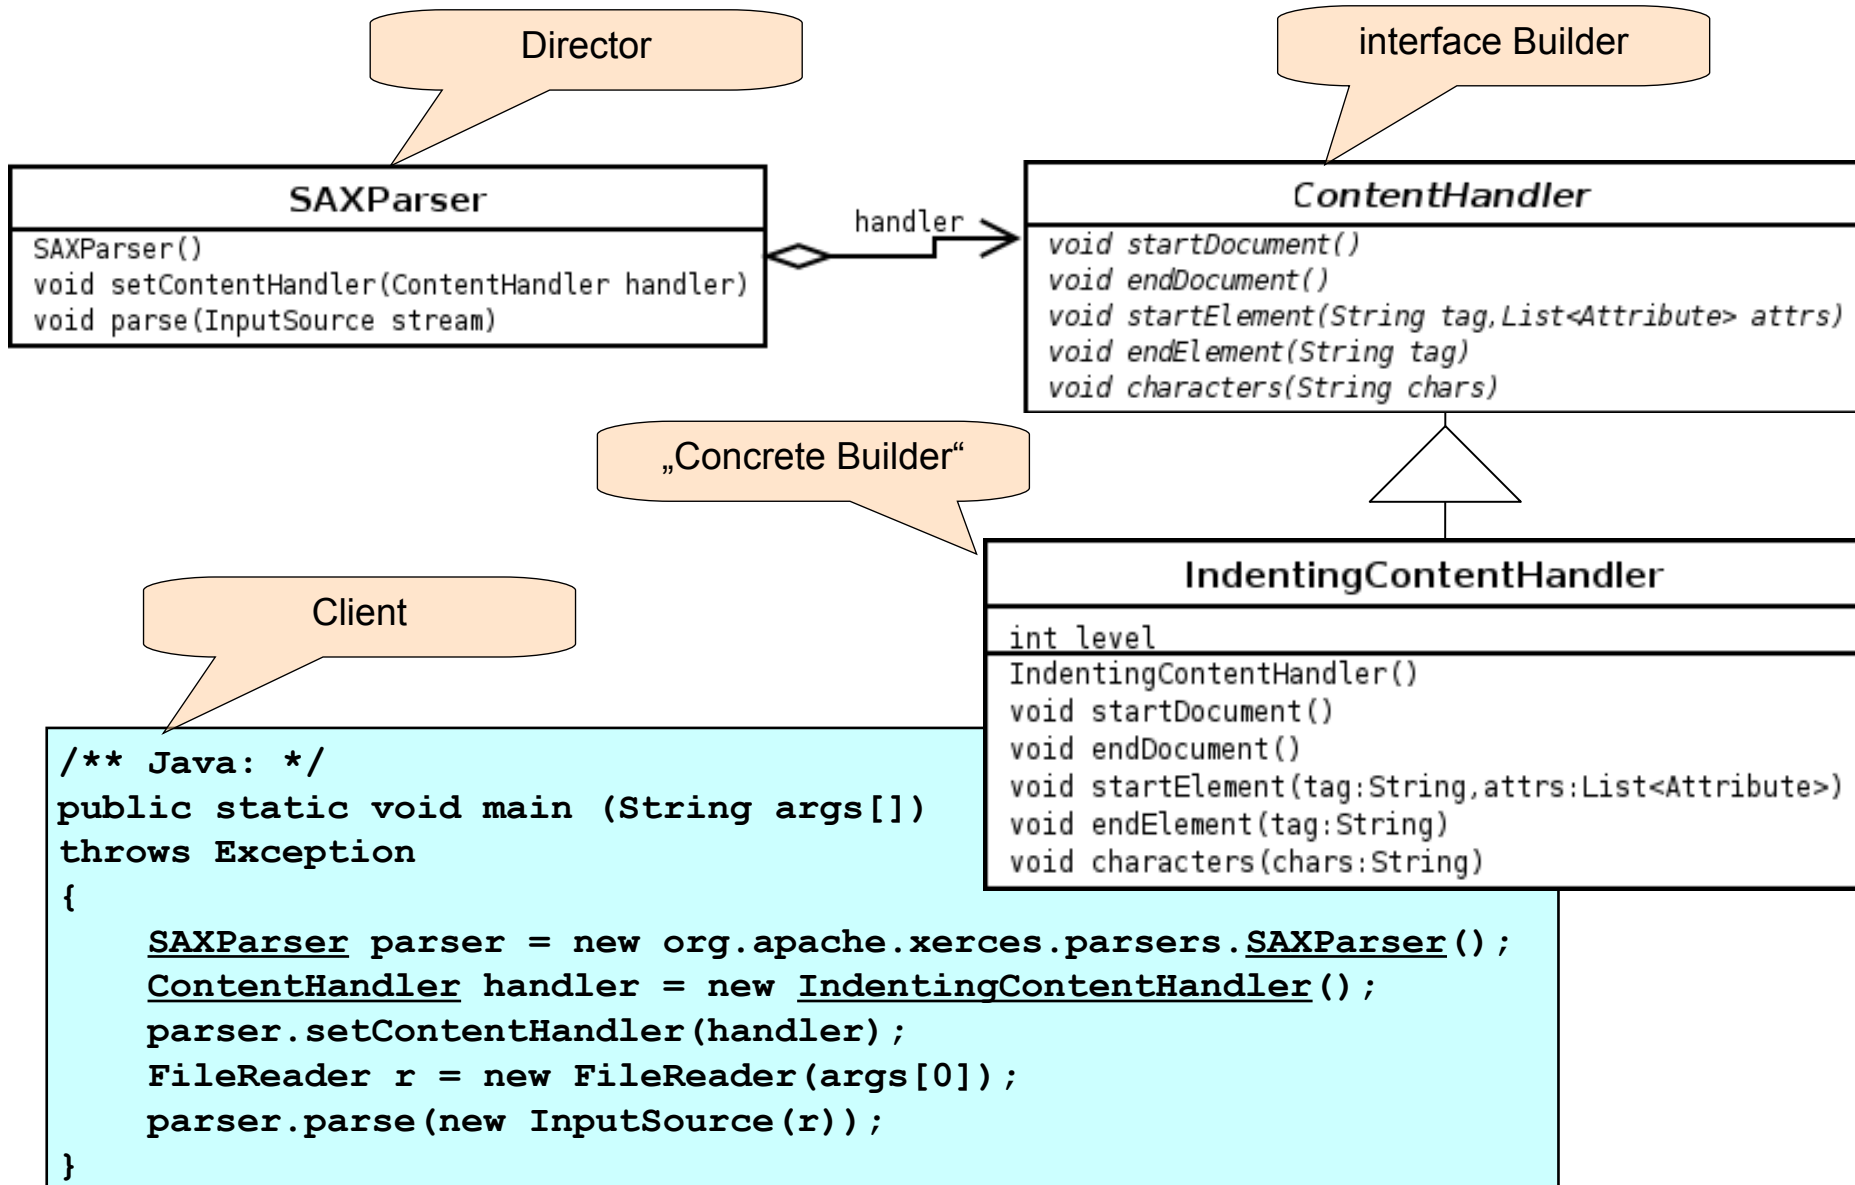 Director
interface Builder
SAXParser
SAXParser()
void setContentHandler(ContentHandler handler)
void parse(InputSource stream)
handler
ContentHandler
void startDocument()
void endDocument()
void startElement(String tag,List<Attribute> attrs)
void endElement(String tag)
void characters(String chars)
„Concrete Builder“
IndentingContentHandler
int level
IndentingContentHandler()
void startDocument()
void endDocument()
void startElement(tag:String,attrs:List<Attribute>)
void endElement(tag:String)
void characters(chars:String)
Client
/** Java: */
public static void main (String args[])
throws Exception
{
    SAXParser parser = new org.apache.xerces.parsers.SAXParser();
    ContentHandler handler = new IndentingContentHandler();
    parser.setContentHandler(handler);
    FileReader r = new FileReader(args[0]);
    parser.parse(new InputSource(r));
}